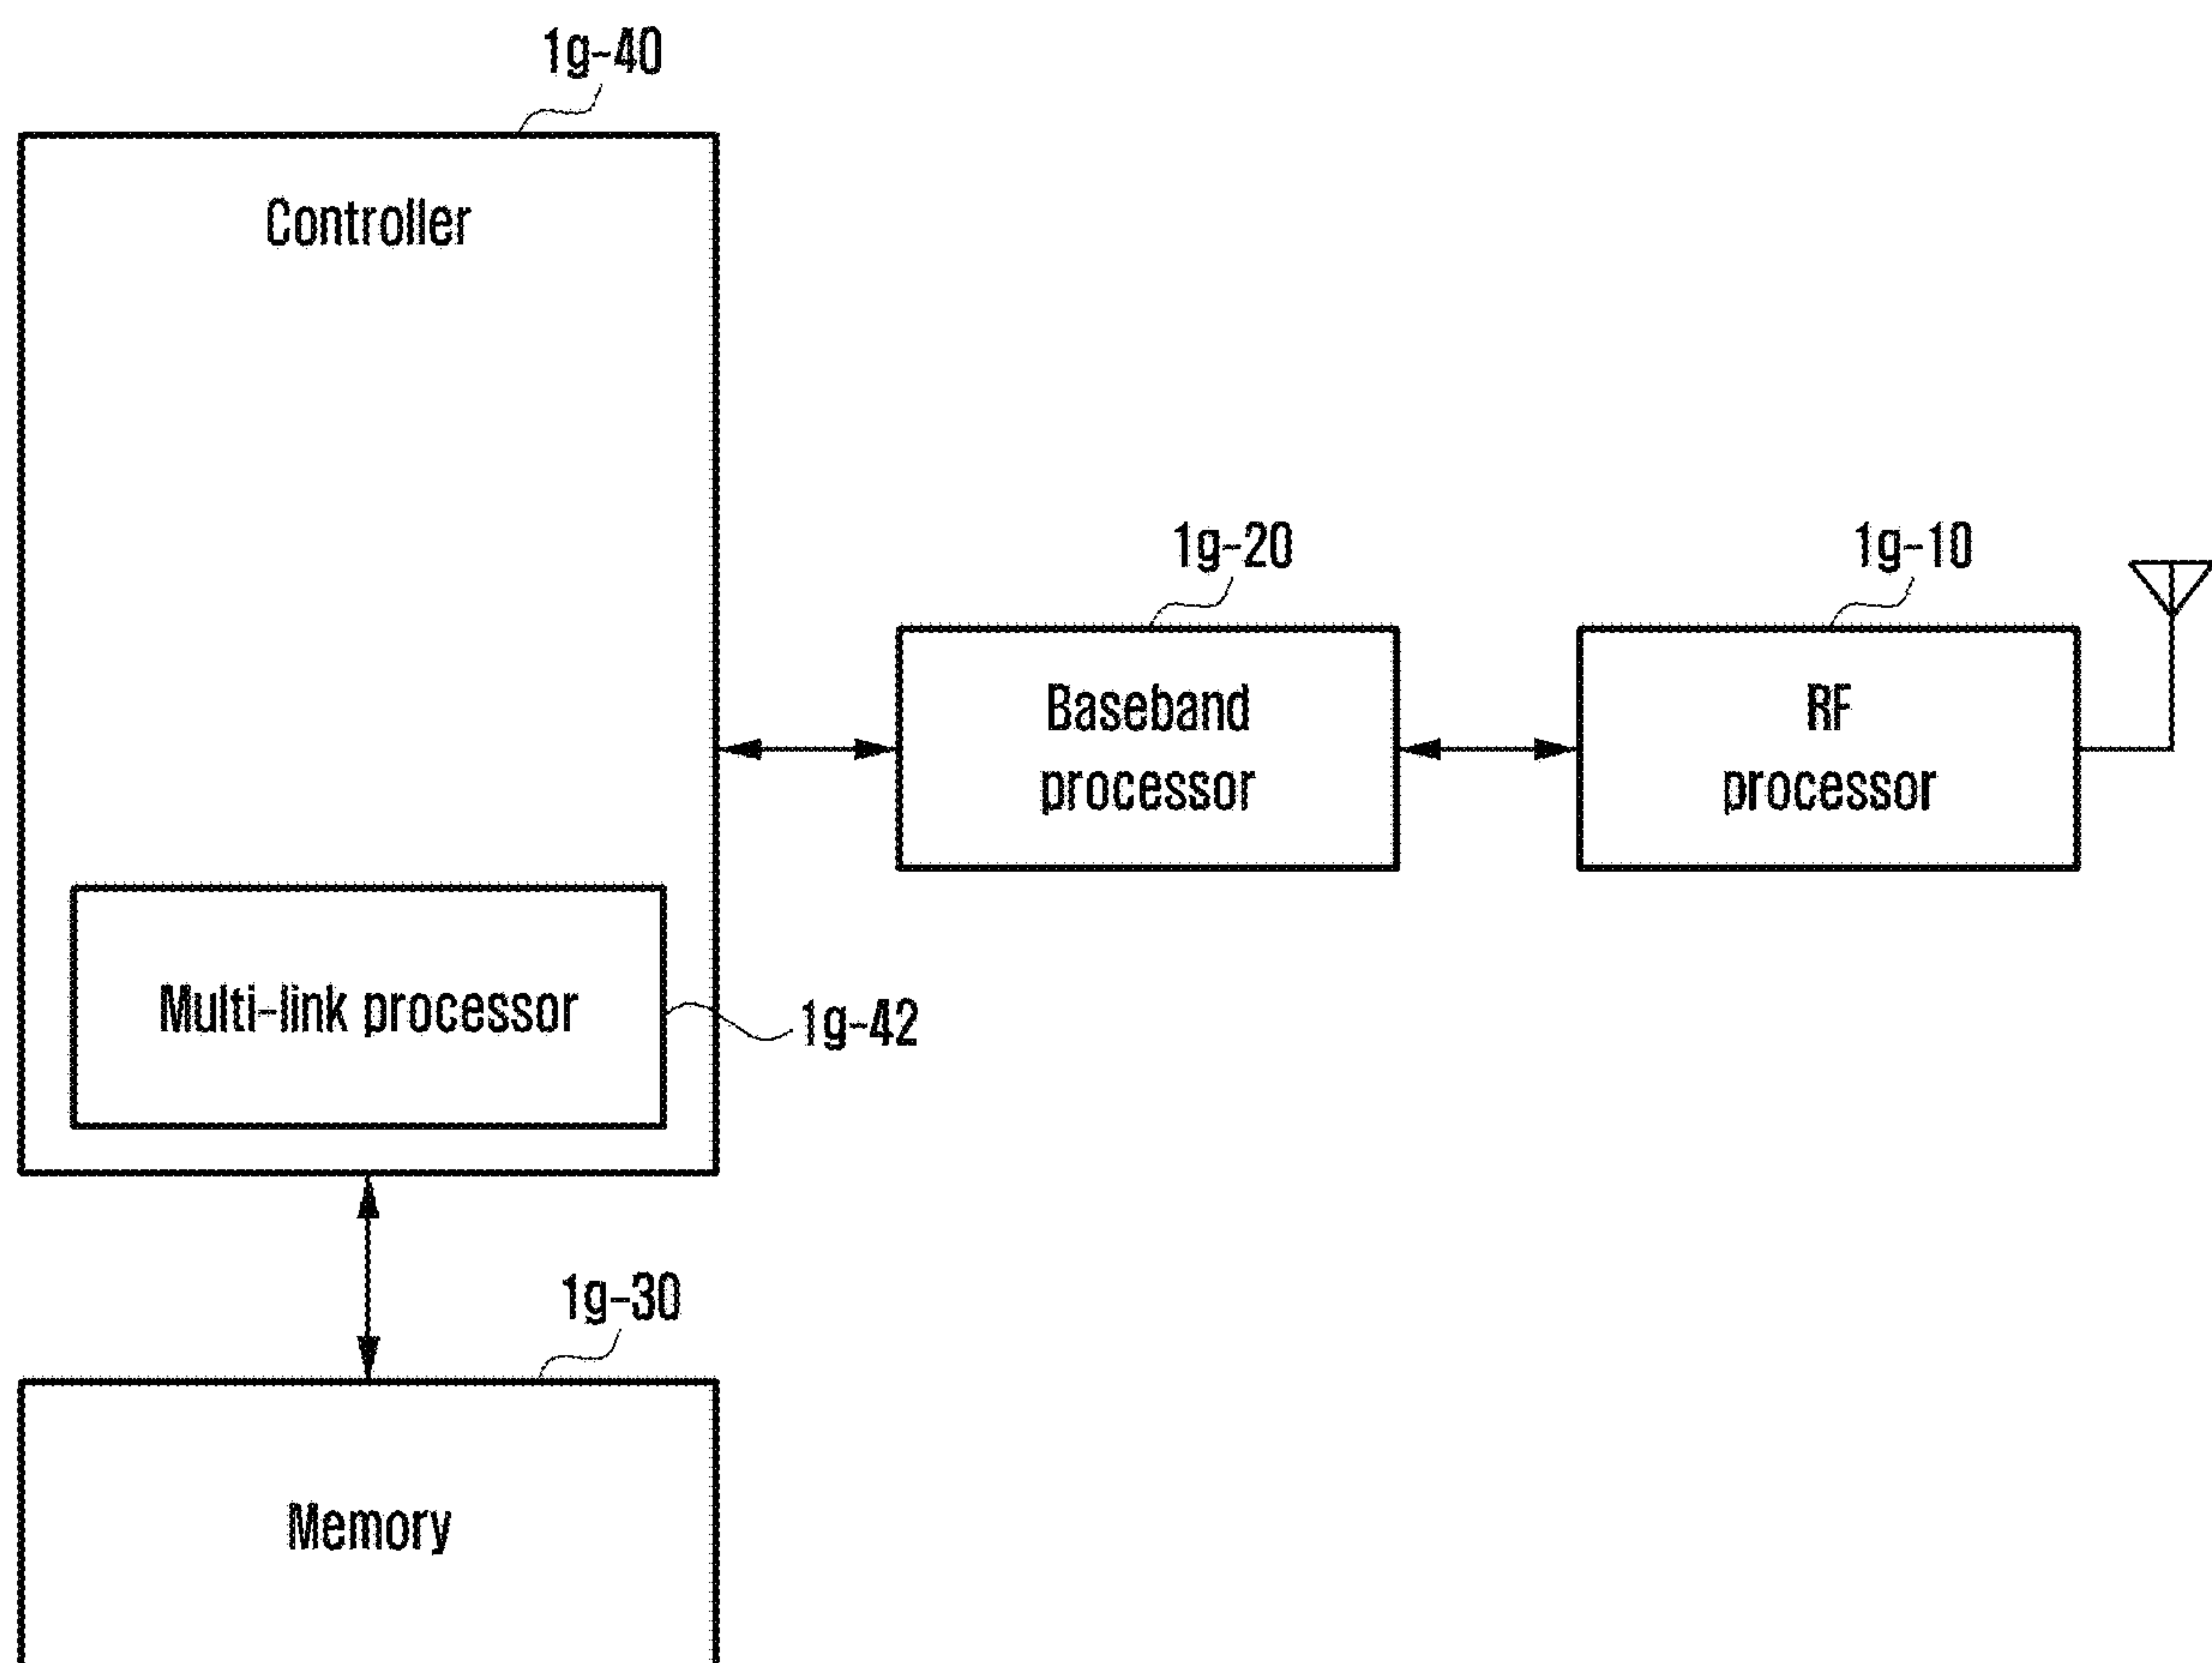 1g-40
Controller
1g-20
1g-10
Baseband
processor
RF
processor
Multi-link processor
1g-42
1g-30
Memory